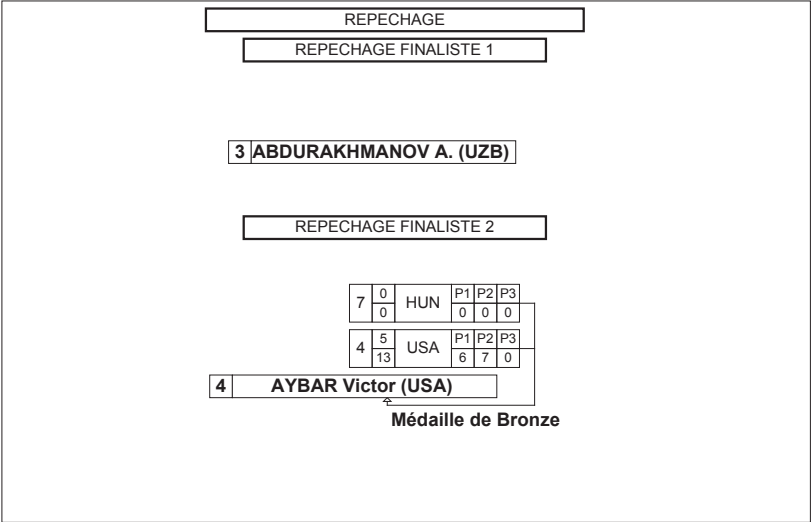 REPECHAGE
REPECHAGE FINALISTE 1
3 ABDURAKHMANOV A. (UZB)
REPECHAGE FINALISTE 2
7 0 HUN P1 P2 P3
0 0 0 0
4 5 USA P1 P2 P3
13 6 7 0
4 AYBAR Victor (USA)
Médaille de Bronze